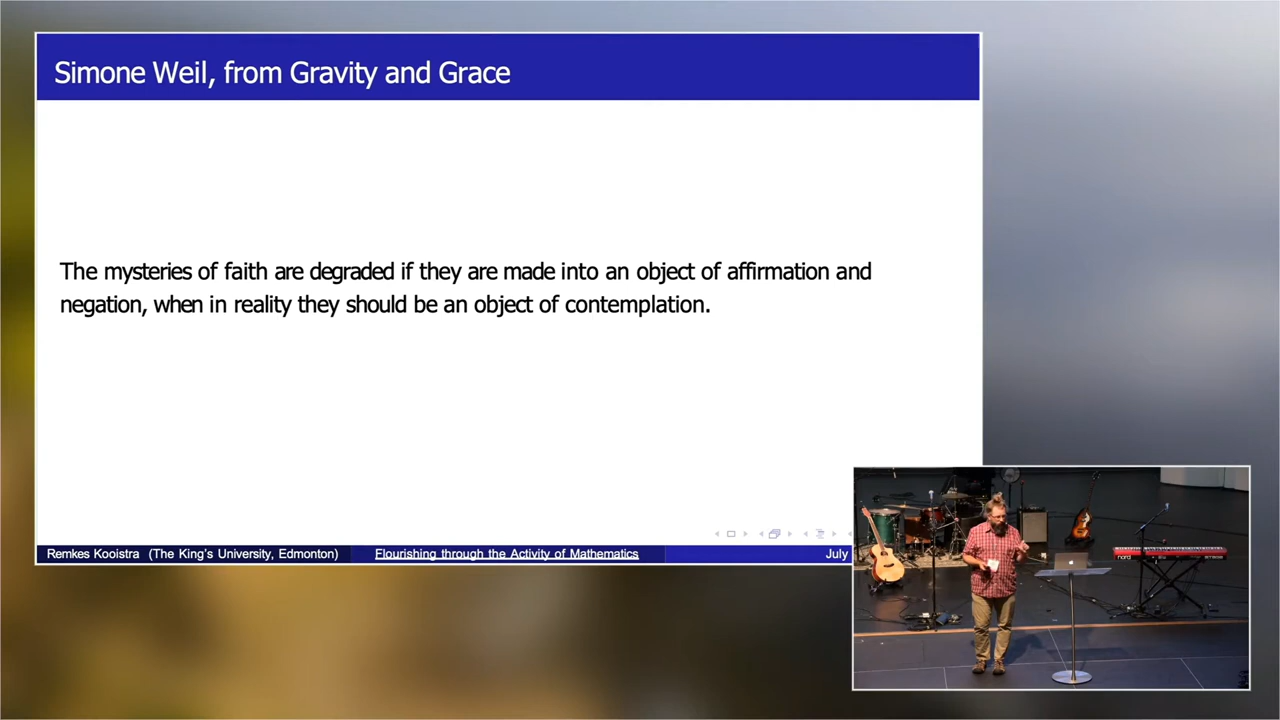 Simone Weil, from Gravity and Grace
The mysteries of faith are degraded if they are made into an object of affirmation and
negation, when in reality they should be an object of contemplation.
Remkes Kooistra (The King's University, Edmonton) Flourishing through the Activity of Mathematics July
nord